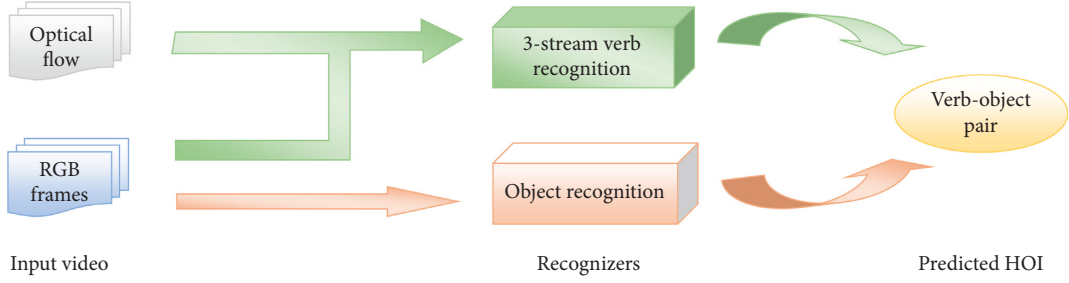 Optical
flow
3-stream verb
recognition
Verb-object
pair
RGB
frames
Object recognition
Input video
Recognizers
Predicted HOI